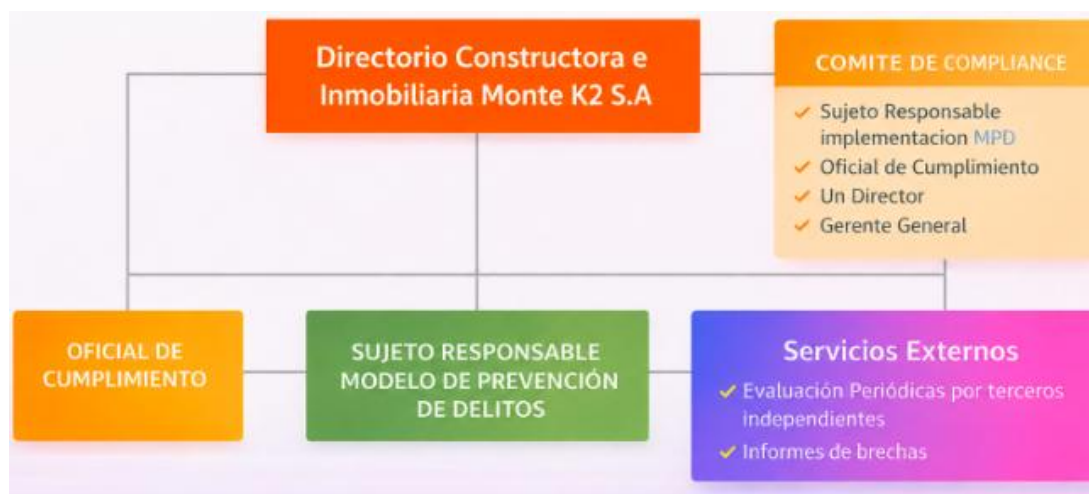 Directorio Constructora e
Inmobiliaria Monte K2 S.A
COMITE DE COMPLIANCE
Sujeto Responsable
implementacion MPD
Oficial de Cumplimiento
Un Director
Gerente General
OFICIAL DE
CUMPLIMIENTO
SUJETO RESPONSABLE
MODELO DE PREVENCIÓN
DE DELITOS
Servicios Externos
Evaluación Periódicas por terceros
independientes
Informes de brechas